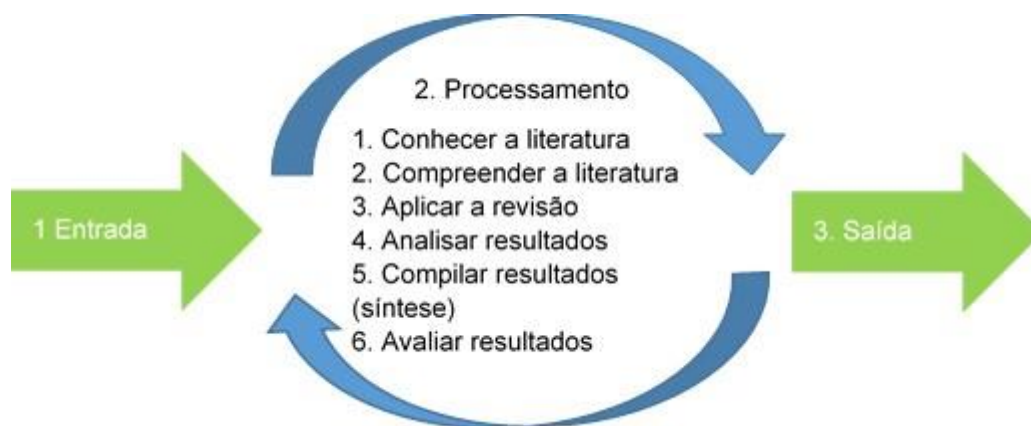 1 Entrada
2. Processamento
1. Conhecer a literatura
2. Compreender a literatura
3. Aplicar a revisão
4. Analisar resultados
5. Compilar resultados
(síntese)
6. Avaliar resultados
3. Saída